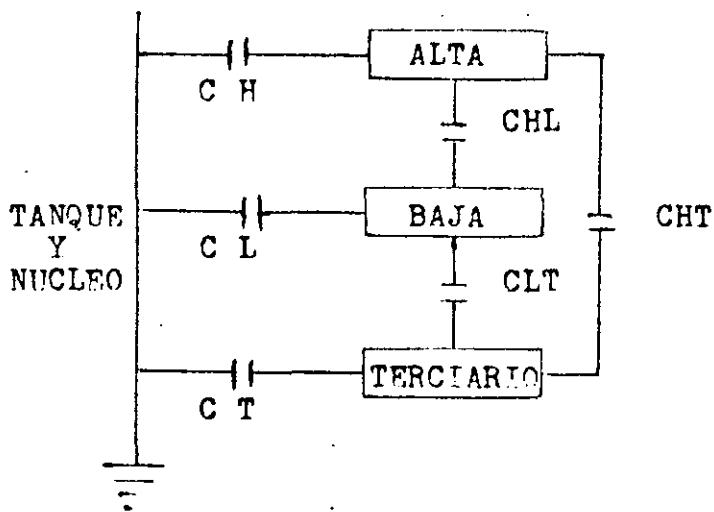 ALTA
C H
CHL
TANQUE
Y
NUCLEO
BAJA
CHT
C L
CLT
TERCIARIO
C T